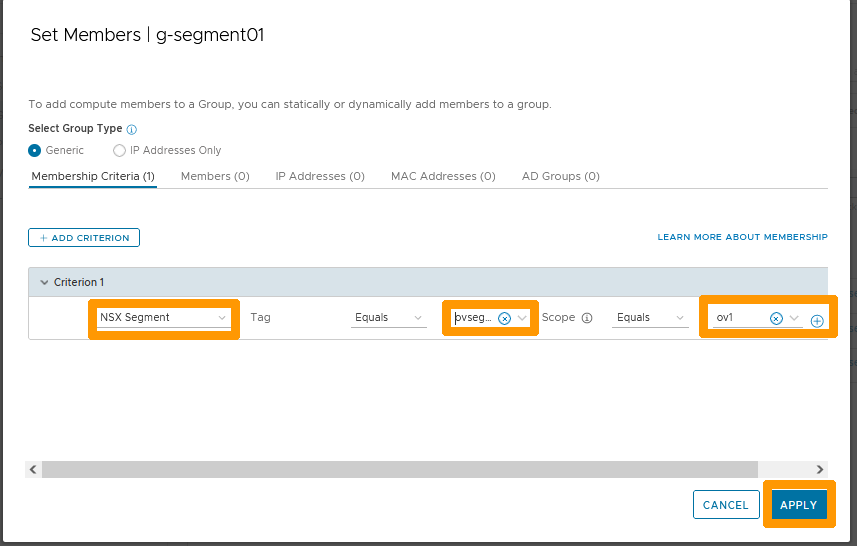 Set Members | g-segment01
To add compute members to a Group, you can statically or dynamically add members to a group.
Select Group Type
Generic IP Addresses Only
Membership Criteria (1) Members (0) IP Addresses (0) MAC Addresses (0) AD Groups (0)
+ ADD CRITERION LEARN MORE ABOUT MEMBERSHIP
Criterion 1
NSX Segment Tag Equals ovseg... Scope Equals ov1
CANCEL APPLY